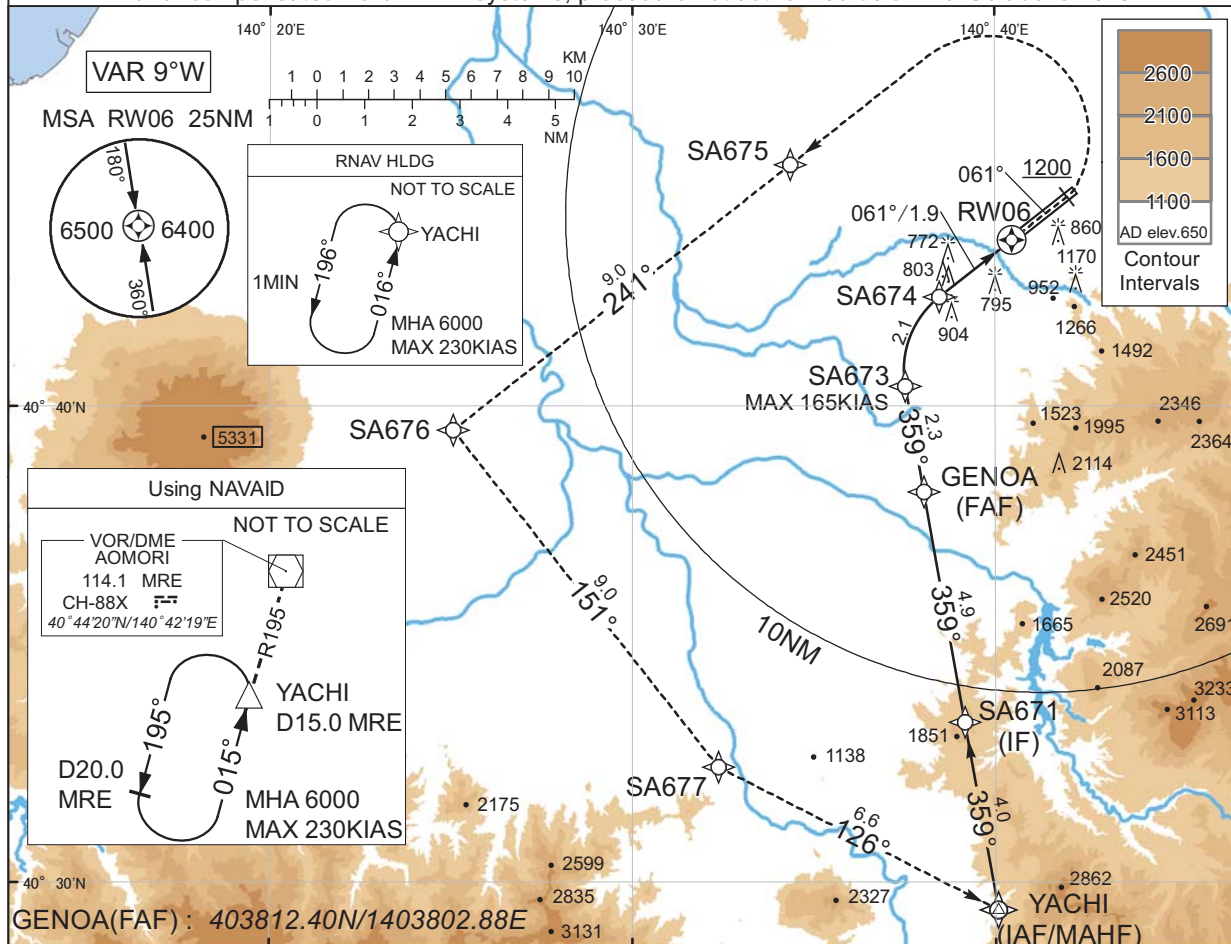 140° 20'E
140° 30'E
140° 40'E
VAR 9°W
MSA RW06 25NM
180°
6500
6400
360°
KM
1 0 1 2 3 4 5 6 7 8 9 10
1 0 1 2 3 4 5
NM
RNAV HLDG
NOT TO SCALE
YACHI
1MIN
196°
016°
MHA 6000
MAX 230KIAS
2600
2100
1600
1100
AD elev.650
Contour
Intervals
SA675
061°
1200
RW06
061°/1.9
772
860
803
1170
952
SA674
904
795
1266
9.0
241°
2.1
1492
SA673
MAX 165KIAS
40° 40'N
SA676
5331
2.3
359°
1523
1995
2346
2364
2114
GENOA
(FAF)
Using NAVAID
NOT TO SCALE
VOR/DME
AOMORI
114.1 MRE
CH-88X
40°44'20"N/140°42'19"E
R195
YACHI
D15.0 MRE
195°
015°
D20.0
MRE
MHA 6000
MAX 230KIAS
9.0
151°
10NM
4.9
359°
2451
2520
2691
1665
2087
3233
3113
SA671
(IF)
1851
1138
SA677
2175
4.0
359°
6.6
126°
2599
2835
3131
2327
2862
40° 30'N
YACHI
(IAF/MAHF)
GENOA(FAF) : 403812.40N/1403802.88E